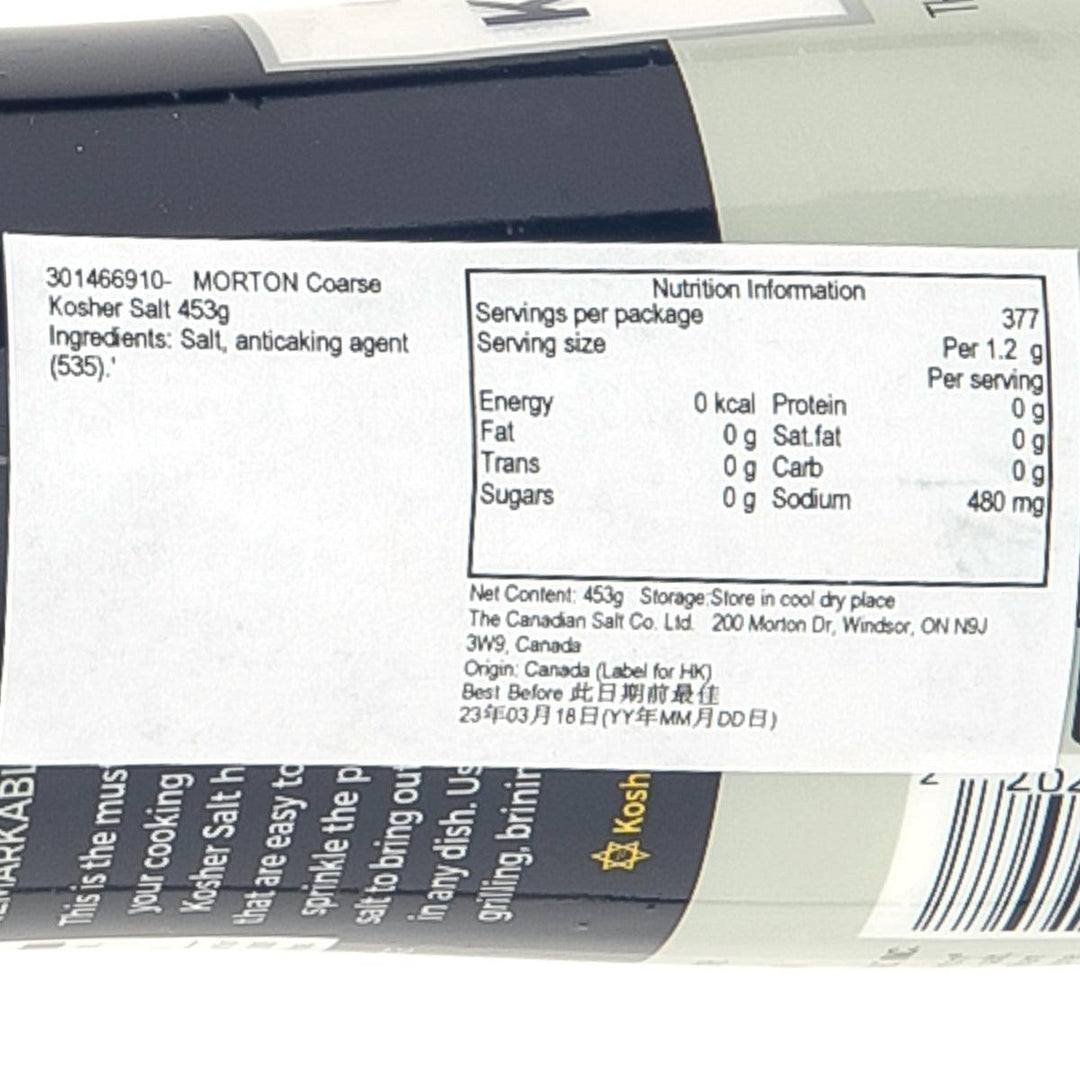 301466910- MORTON Coarse
Kosher Salt 453g
Ingredients: Salt, anticaking agent
(535).'
Nutrition Information
Servings per package 377
Serving size Per 1.2 g
Per serving
Energy 0 kcal Protein 0 g
Fat 0 g Sat.fat 0 g
Trans 0 g Carb 0 g
Sugars 0 g Sodium 480 mg
Net Content: 453g Storage:Store in cool dry place
The Canadian Salt Co. Ltd. 200 Morton Dr, Windsor, ON N9J
3W9, Canada
Origin: Canada (Label for HK)
Best Before 此日期前最佳
23年03月18日(YY年MM月DD日)
This is the must
your cooking
Kosher Salt h
that are easy to
sprinkle the p
salt to bring out
in any dish. Us
grilling, brinin
Kosh